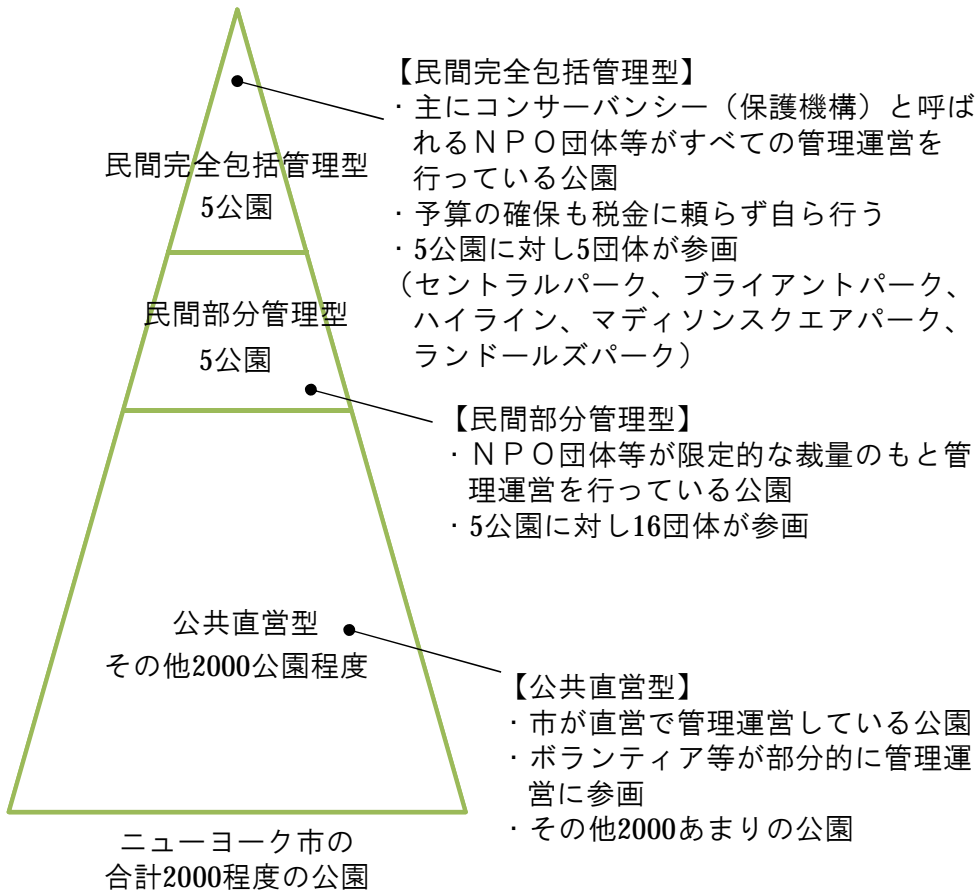 民間完全包括管理型
5公園
民間部分管理型
5公園
公共直営型
その他2000公園程度
ニューヨーク市の
合計2000程度の公園
【民間完全包括管理型】
・主にコンサーバンシー（保護機構）と呼ば
れるＮＰＯ団体等がすべての管理運営を
行っている公園
・予算の確保も税金に頼らず自ら行う
・5公園に対し5団体が参画
（セントラルパーク、ブライアントパーク、
ハイライン、マディソンスクエアパーク、
ランドールズパーク）
【民間部分管理型】
・ＮＰＯ団体等が限定的な裁量のもと管
理運営を行っている公園
・5公園に対し16団体が参画
【公共直営型】
・市が直営で管理運営している公園
・ボランティア等が部分的に管理運
営に参画
・その他2000あまりの公園